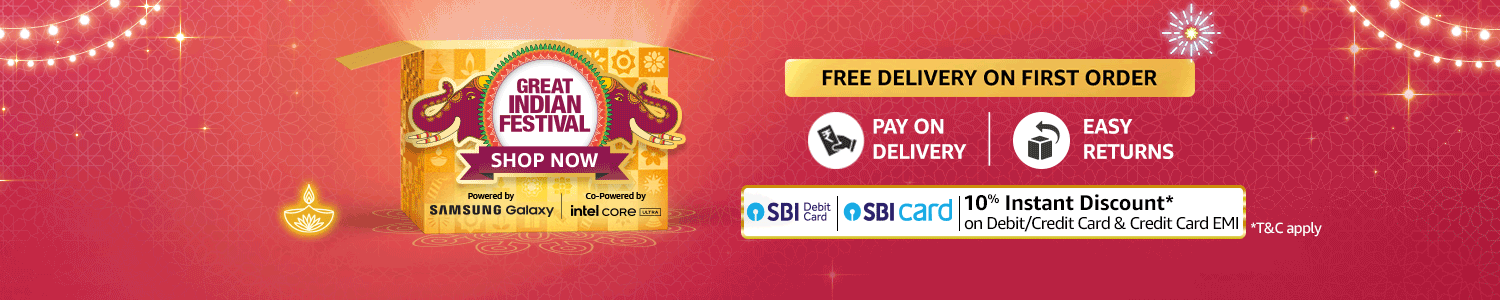 GREAT
INDIAN
FESTIVAL
SHOP NOW
Powered by
SAMSUNG Galaxy
Co-Powered by
intel CORE ULTRA
FREE DELIVERY ON FIRST ORDER
PAY ON
DELIVERY
EASY
RETURNS
SBI Debit Card
SBI card
10% Instant Discount*
on Debit/Credit Card & Credit Card EMI
*T&C apply